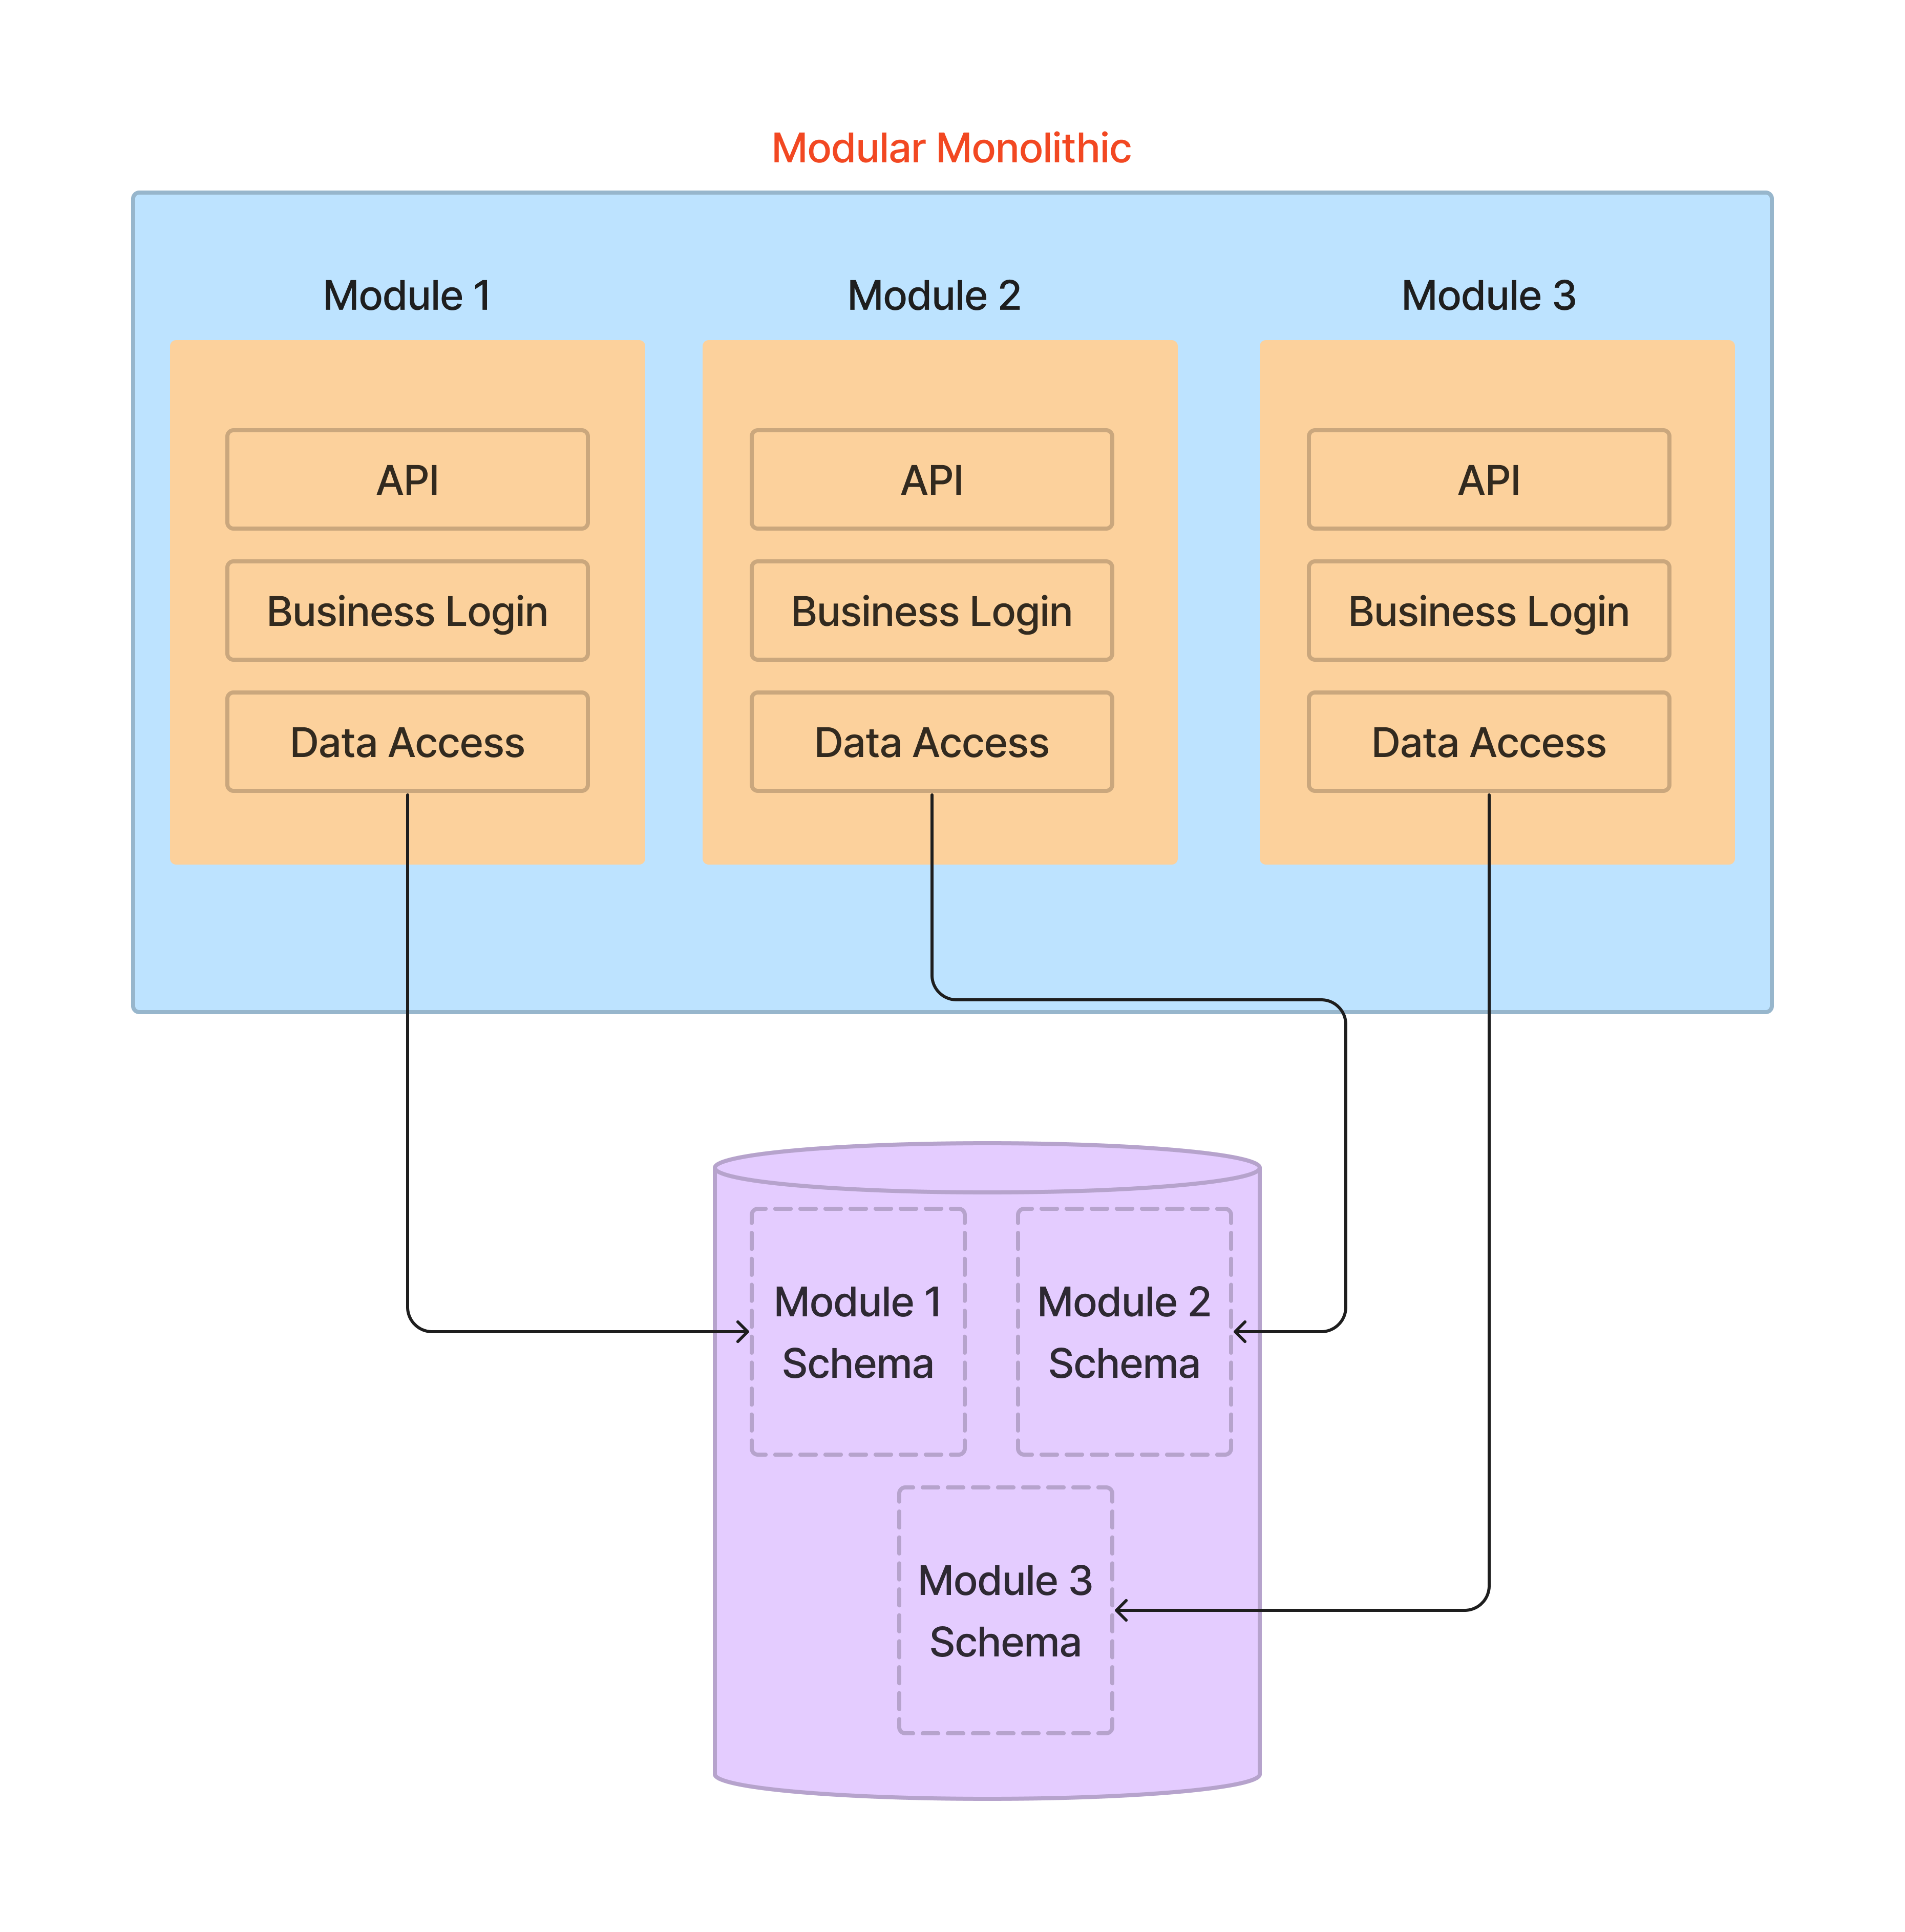 Modular Monolithic
Module 1
Module 2
Module 3
API
API
API
Business Login
Business Login
Business Login
Data Access
Data Access
Data Access
Module 1
Schema
Module 2
Schema
Module 3
Schema